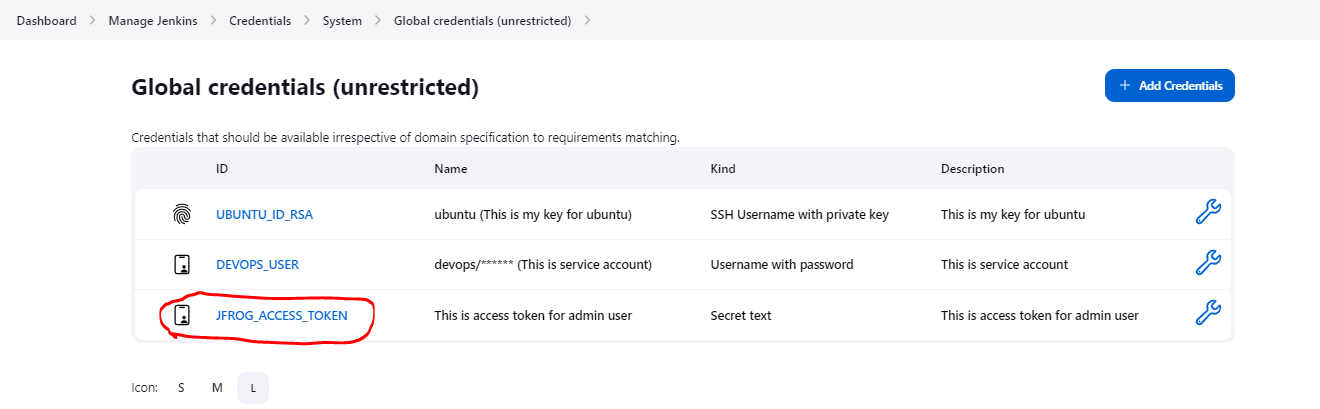 Dashboard > Manage Jenkins > Credentials > System > Global credentials (unrestricted) >
Global credentials (unrestricted)
+ Add Credentials
Credentials that should be available irrespective of domain specification to requirements matching.
ID Name Kind Description
UBUNTU_ID_RSA ubuntu (This is my key for ubuntu) SSH Username with private key This is my key for ubuntu
DEVOPS_USER devops/****** (This is service account) Username with password This is service account
JFROG_ACCESS_TOKEN This is access token for admin user Secret text This is access token for admin user
Icon: S M L